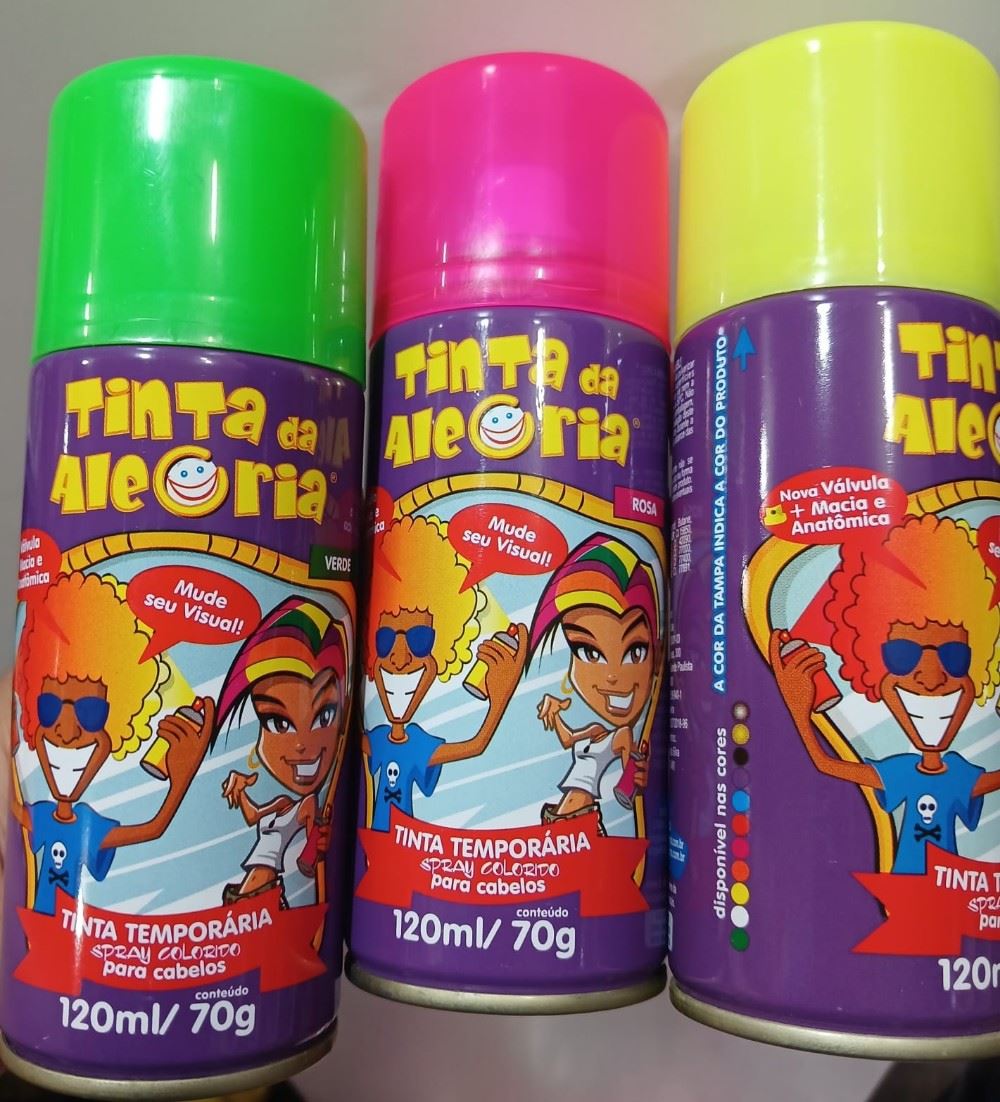 Tinta da
Alegria®
VERDE
Mude
seu Visual!
TINTA TEMPORÁRIA
SPRAY COLORIDO
para cabelos
conteúdo
120ml/ 70g
Tinta da
Alegria®
ROSA
Mude
seu Visual!
TINTA TEMPORÁRIA
SPRAY COLORIDO
para cabelos
conteúdo
120ml/ 70g
A COR DA TAMPA INDICA A COR DO PRODUTO
disponível nas cores
Nova Válvula
+ Macia e
Anatômica
TINTA